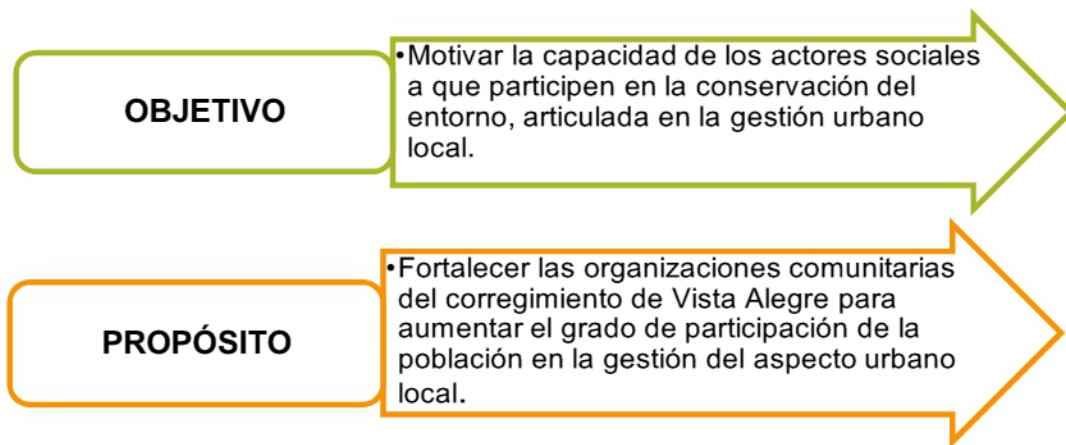 OBJETIVO
•Motivar la capacidad de los actores sociales
a que participen en la conservación del
entorno, articulada en la gestión urbano
local.
PROPÓSITO
•Fortalecer las organizaciones comunitarias
del corregimiento de Vista Alegre para
aumentar el grado de participación de la
población en la gestión del aspecto urbano
local.